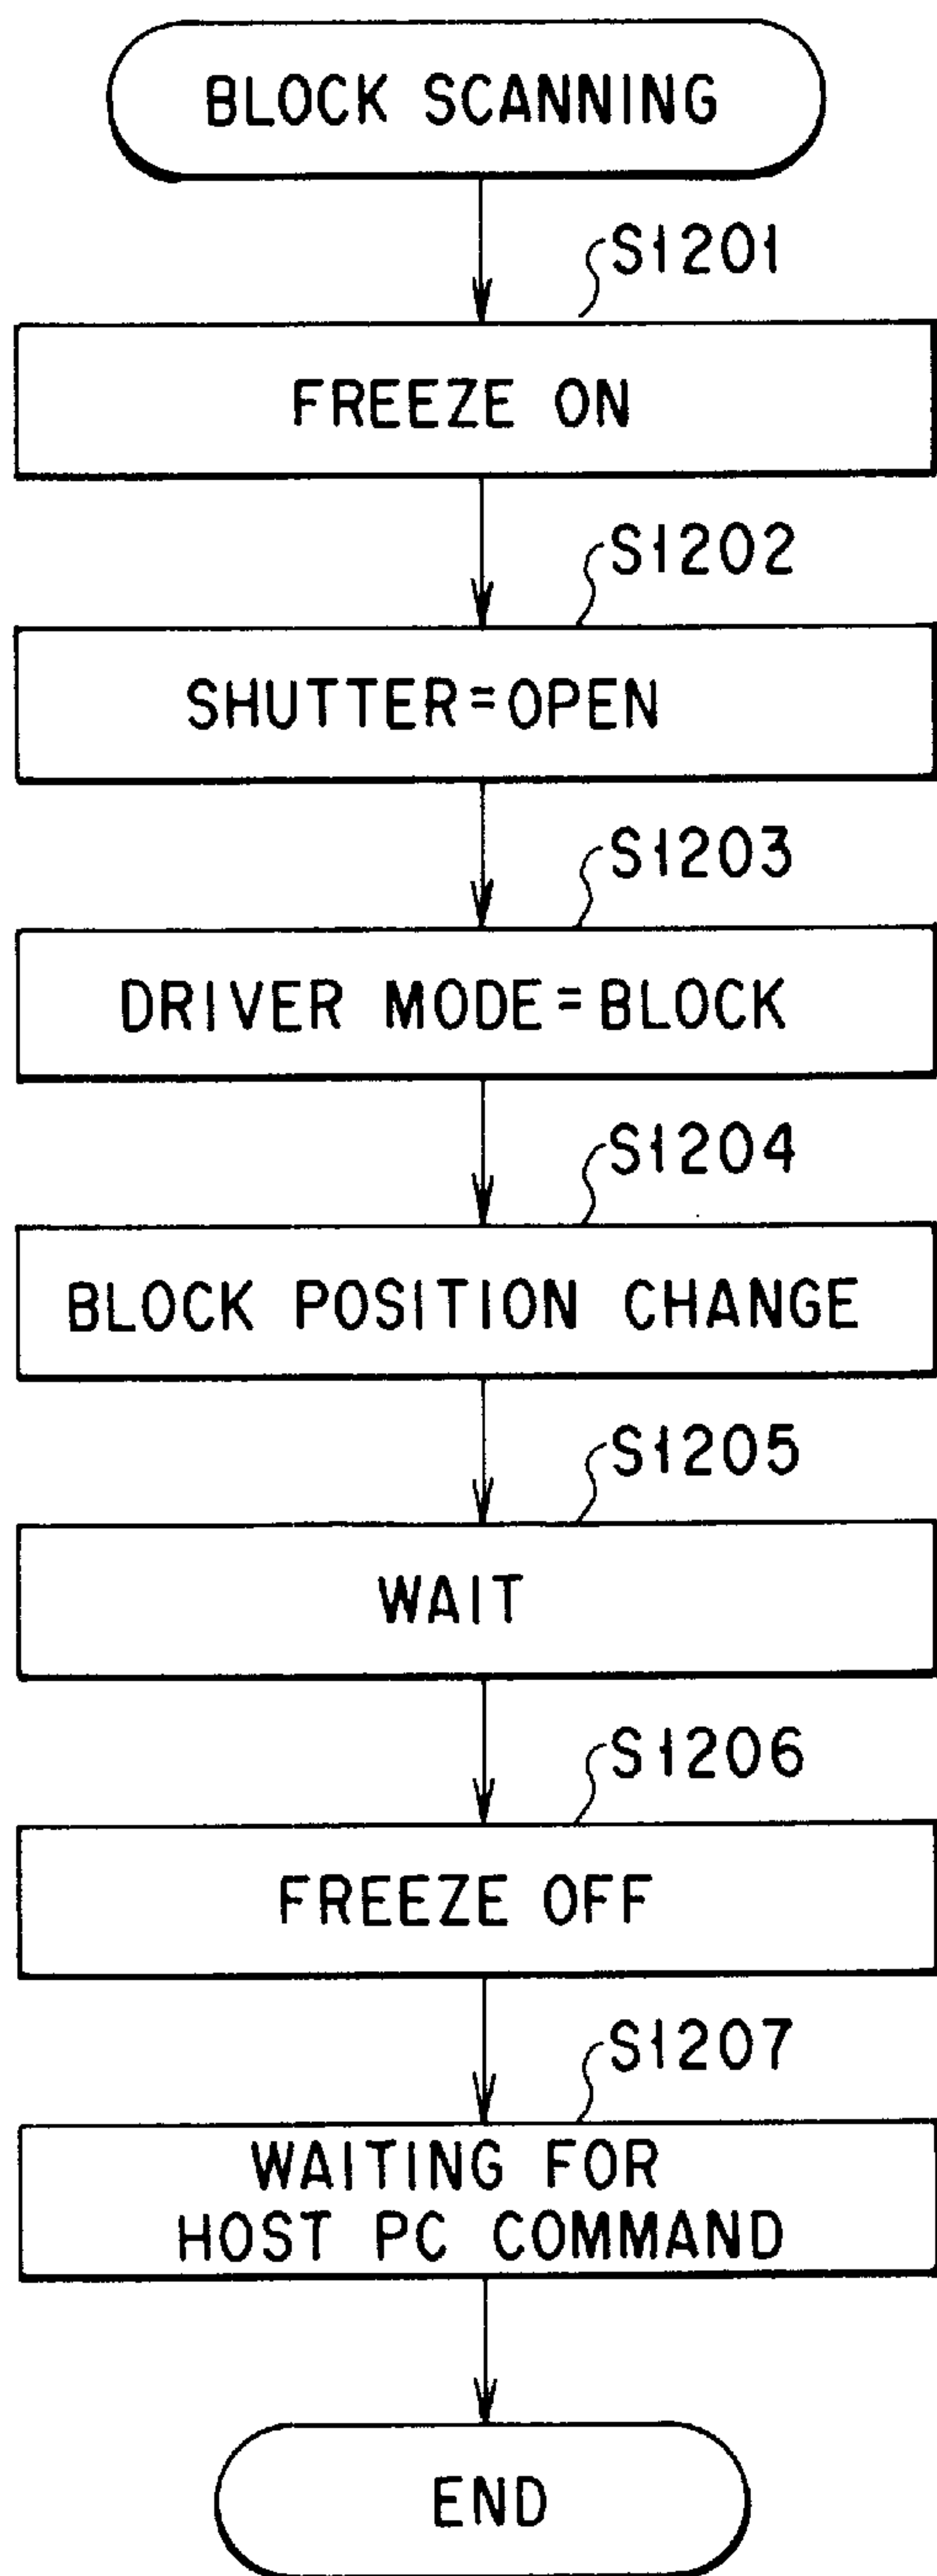 BLOCK SCANNING
S1201
FREEZE ON
S1202
SHUTTER=OPEN
S1203
DRIVER MODE=BLOCK
S1204
BLOCK POSITION CHANGE
S1205
WAIT
S1206
FREEZE OFF
S1207
WAITING FOR
HOST PC COMMAND
END